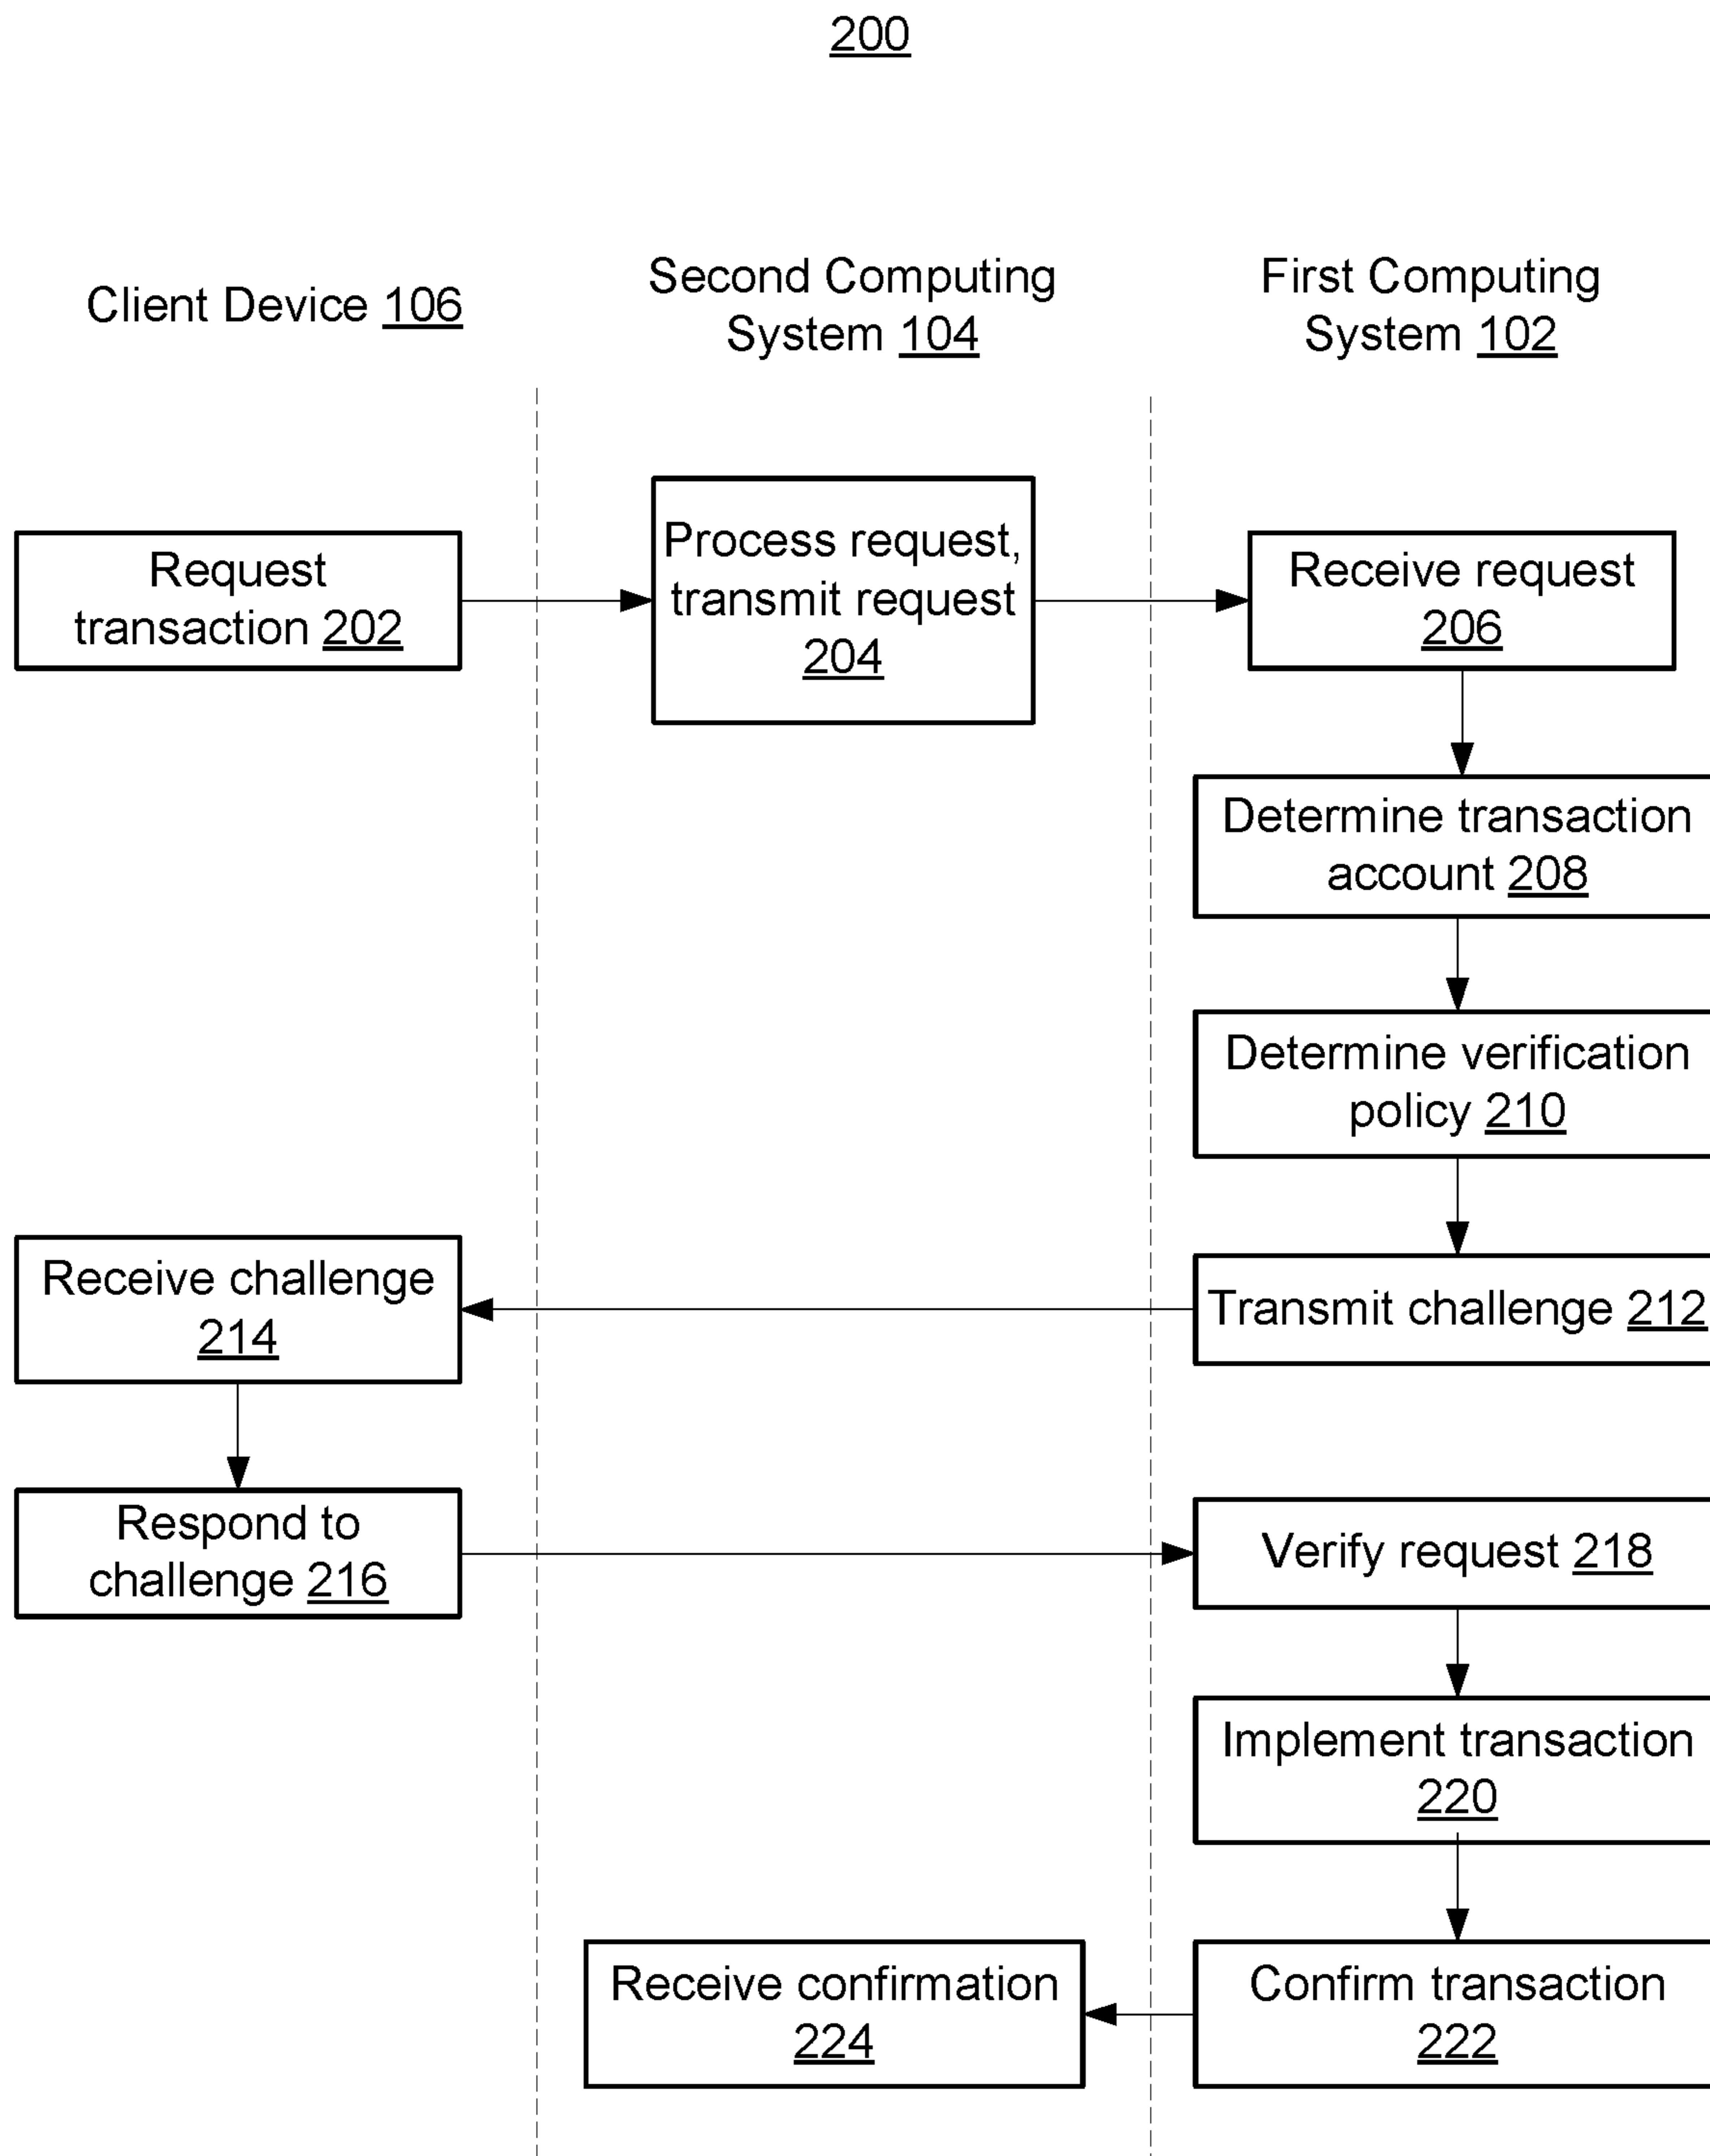 200
Client Device 106
Second Computing
System 104
First Computing
System 102
Request
transaction 202
Process request,
transmit request
204
Receive request
206
Determine transaction
account 208
Determine verification
policy 210
Transmit challenge 212
Receive challenge
214
Respond to
challenge 216
Verify request 218
Implement transaction
220
Confirm transaction
222
Receive confirmation
224